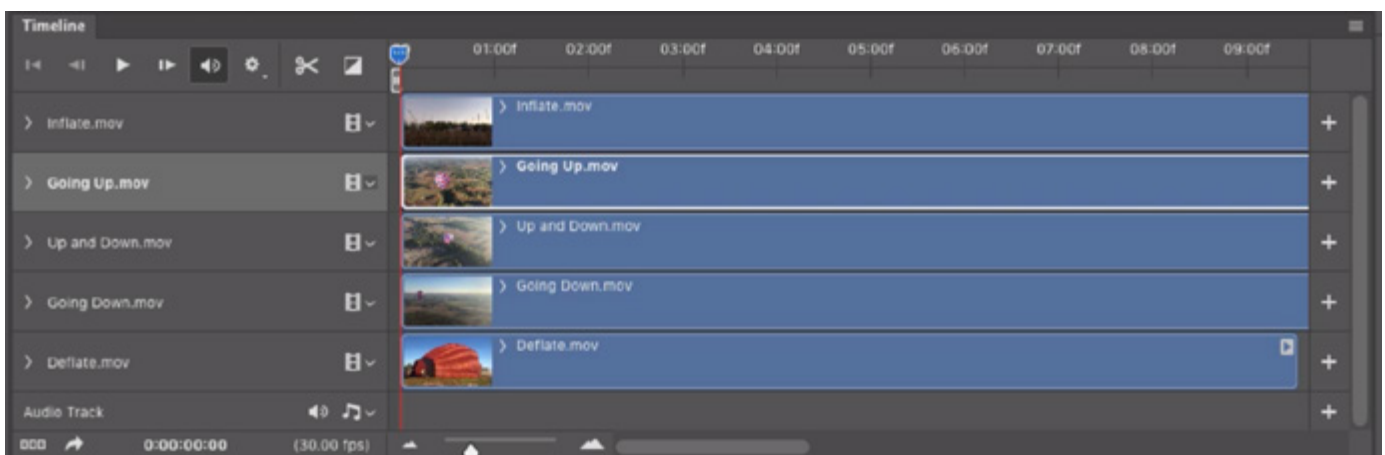 Timeline
01:00f 02:00f 03:00f 04:00f 05:00f 06:00f 07:00f 08:00f 09:00f
Inflate.mov Inflate.mov
Going Up.mov Going Up.mov
Up and Down.mov Up and Down.mov
Going Down.mov Going Down.mov
Deflate.mov Deflate.mov
Audio Track
0:00:00:00 (30.00 fps)